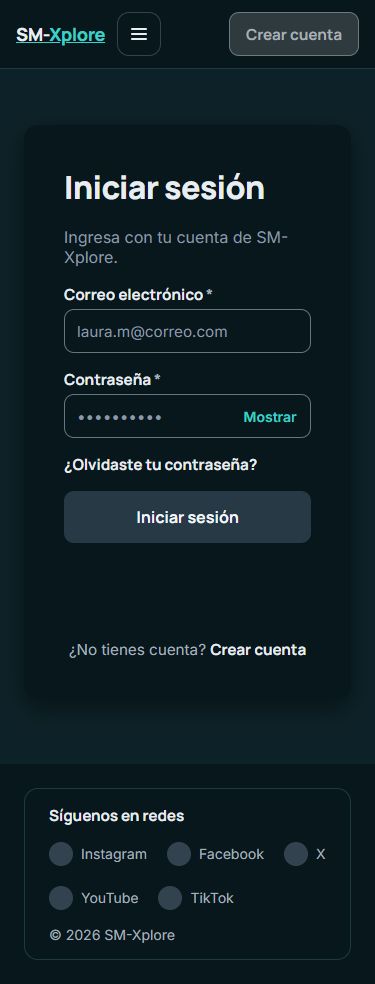 SM-Xplore
Crear cuenta
Iniciar sesión
Ingresa con tu cuenta de SM-
Xplore.
Correo electrónico *
laura.m@correo.com
Contraseña *
••••••••••
Mostrar
¿Olvidaste tu contraseña?
Iniciar sesión
¿No tienes cuenta? Crear cuenta
Síguenos en redes
Instagram Facebook X
YouTube TikTok
© 2026 SM-Xplore